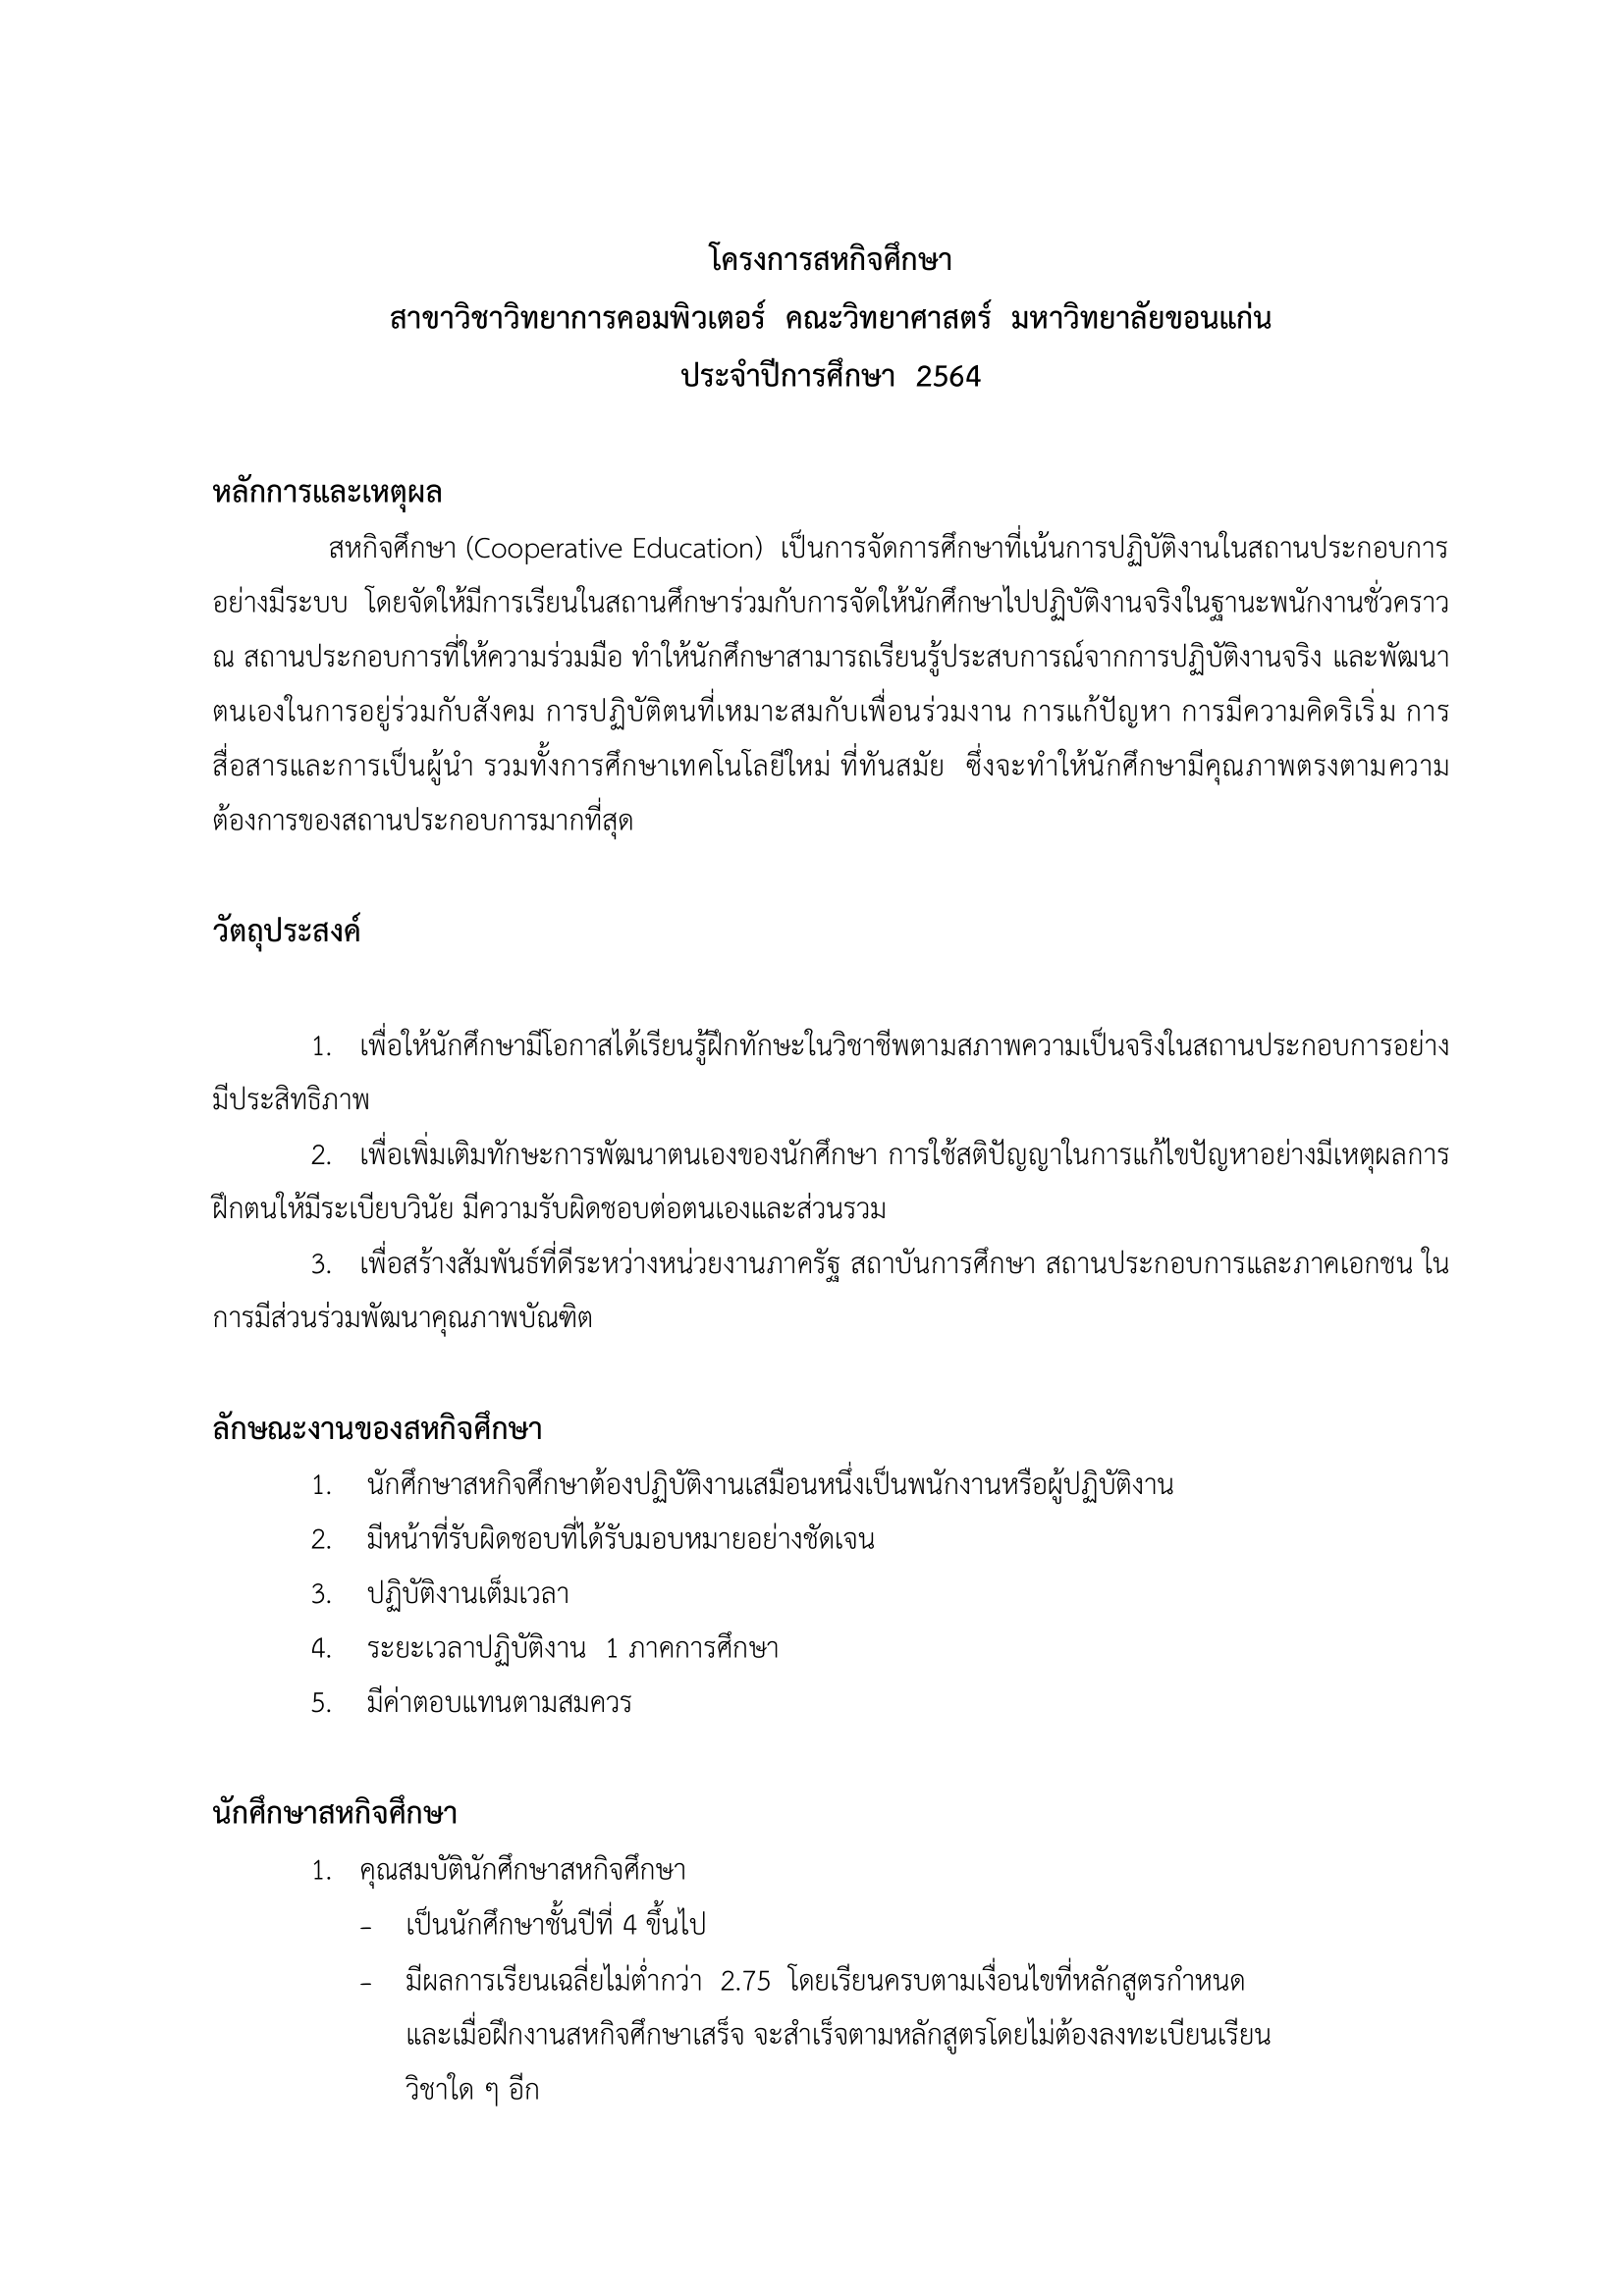 โครงการสหกิจศึกษา
สาขาวิชาวิทยาการคอมพิวเตอร์ คณะวิทยาศาสตร์ มหาวิทยาลัยขอนแก่น
ประจำปีการศึกษา 2564
หลักการและเหตุผล
สหกิจศึกษา (Cooperative Education) เป็นการจัดการศึกษาที่เน้นการปฏิบัติงานในสถานประกอบการ
อย่างมีระบบ โดยจัดให้มีการเรียนในสถานศึกษาร่วมกับการจัดให้นักศึกษาไปปฏิบัติงานจริงในฐานะพนักงานชั่วคราว
ณ สถานประกอบการที่ให้ความร่วมมือ ทำให้นักศึกษาสามารถเรียนรู้ประสบการณ์จากการปฏิบัติงานจริง และพัฒนา
ตนเองในการอยู่ร่วมกับสังคม การปฏิบัติตนที่เหมาะสมกับเพื่อนร่วมงาน การแก้ปัญหา การมีความคิดริเริ่ม การ
สื่อสารและการเป็นผู้นำ รวมทั้งการศึกษาเทคโนโลยีใหม่ ที่ทันสมัย ซึ่งจะทำให้นักศึกษามีคุณภาพตรงตามความ
ต้องการของสถานประกอบการมากที่สุด
วัตถุประสงค์
1. เพื่อให้นักศึกษามีโอกาสได้เรียนรู้ฝึกทักษะในวิชาชีพตามสภาพความเป็นจริงในสถานประกอบการอย่าง
มีประสิทธิภาพ
2. เพื่อเพิ่มเติมทักษะการพัฒนาตนเองของนักศึกษา การใช้สติปัญญาในการแก้ไขปัญหาอย่างมีเหตุผลการ
ฝึกตนให้มีระเบียบวินัย มีความรับผิดชอบต่อตนเองและส่วนรวม
3. เพื่อสร้างสัมพันธ์ที่ดีระหว่างหน่วยงานภาครัฐ สถาบันการศึกษา สถานประกอบการและภาคเอกชน ใน
การมีส่วนร่วมพัฒนาคุณภาพบัณฑิต
ลักษณะงานของสหกิจศึกษา
1. นักศึกษาสหกิจศึกษาต้องปฏิบัติงานเสมือนหนึ่งเป็นพนักงานหรือผู้ปฏิบัติงาน
2. มีหน้าที่รับผิดชอบที่ได้รับมอบหมายอย่างชัดเจน
3. ปฏิบัติงานเต็มเวลา
4. ระยะเวลาปฏิบัติงาน 1 ภาคการศึกษา
5. มีค่าตอบแทนตามสมควร
นักศึกษาสหกิจศึกษา
1. คุณสมบัตินักศึกษาสหกิจศึกษา
- เป็นนักศึกษาชั้นปีที่ 4 ขึ้นไป
- มีผลการเรียนเฉลี่ยไม่ต่ำกว่า 2.75 โดยเรียนครบตามเงื่อนไขที่หลักสูตรกำหนด
และเมื่อฝึกงานสหกิจศึกษาเสร็จ จะสำเร็จตามหลักสูตรโดยไม่ต้องลงทะเบียนเรียน
วิชาใด ๆ อีก